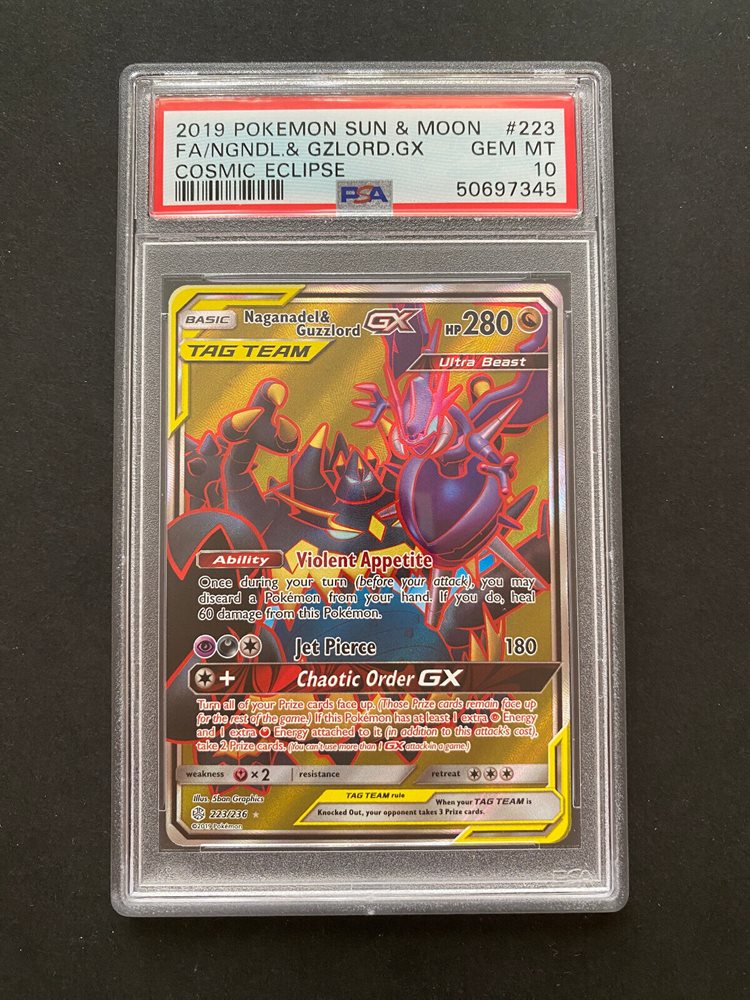 2019 POKEMON SUN & MOON #223
FA/NGNDL.& GZLORD.GX GEM MT
COSMIC ECLIPSE 10
PSA 50697345
BASIC Naganadel& Guzzlord GX HP280
TAG TEAM
Ultra Beast
Ability Violent Appetite
Once during your turn (before your attack), you may
discard a Pokémon from your hand. If you do, heal
60 damage from this Pokémon.
Jet Pierce 180
+ Chaotic Order GX
Turn all of your Prize cards face up. (Those Prize cards remain face up
for the rest of the game.) If this Pokémon has at least 1 extra Energy
and 1 extra Energy attached to it (in addition to this attack's cost),
take 2 Prize cards. (You can't use more than 1 GX attack in a game.)
weakness ×2 resistance retreat
Illus. 5ban Graphics
TAG TEAM rule When your TAG TEAM is
Knocked Out, your opponent takes 3 Prize cards.
223/236
©2019 Pokémon
PSA